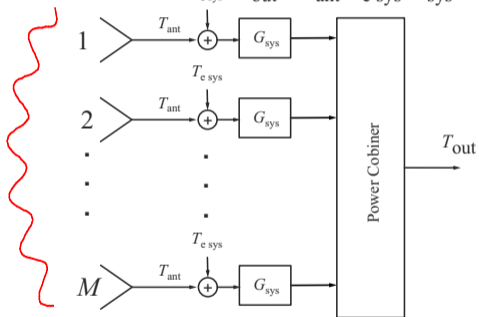 1
T_ant
G_sys
T_e sys
2
T_ant
G_sys
T_out
Power Cobiner
T_e sys
M
T_ant
G_sys